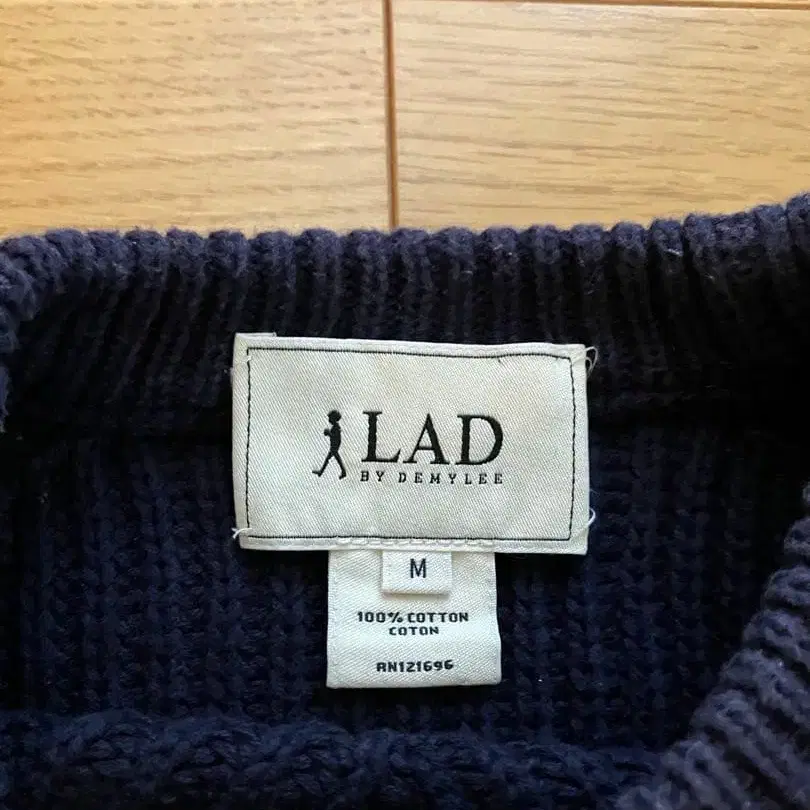 LAD
BY DEMYLEE
M
100% COTTON
COTON
RN121696